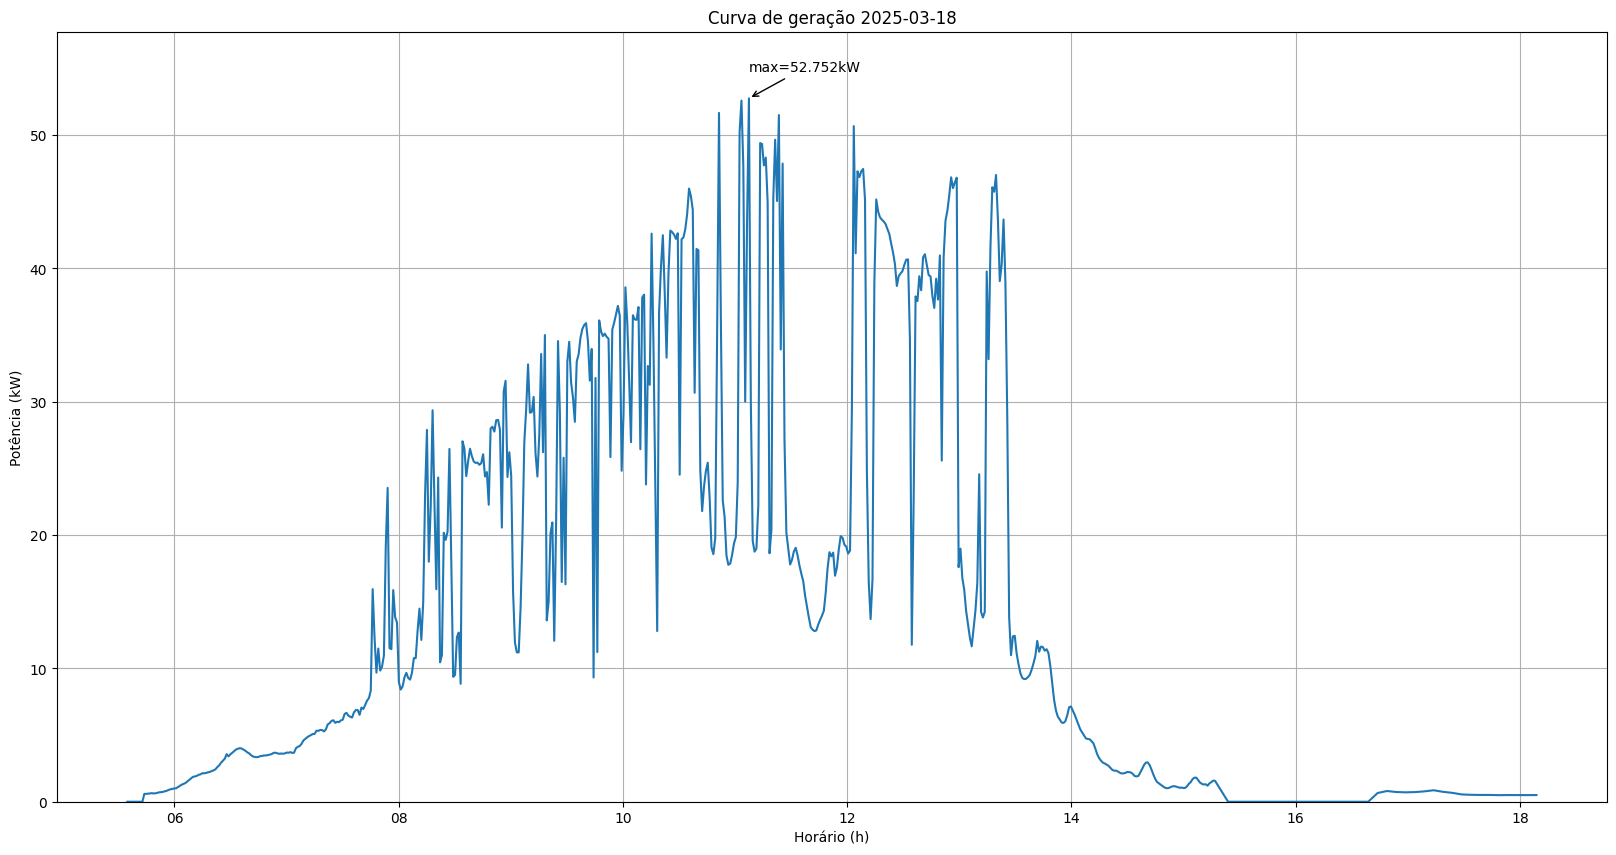 Curva de geração 2025-03-18
max=52.752kW
Potência (kW)
50
40
30
20
10
0
06 08 10 12 14 16 18
Horário (h)